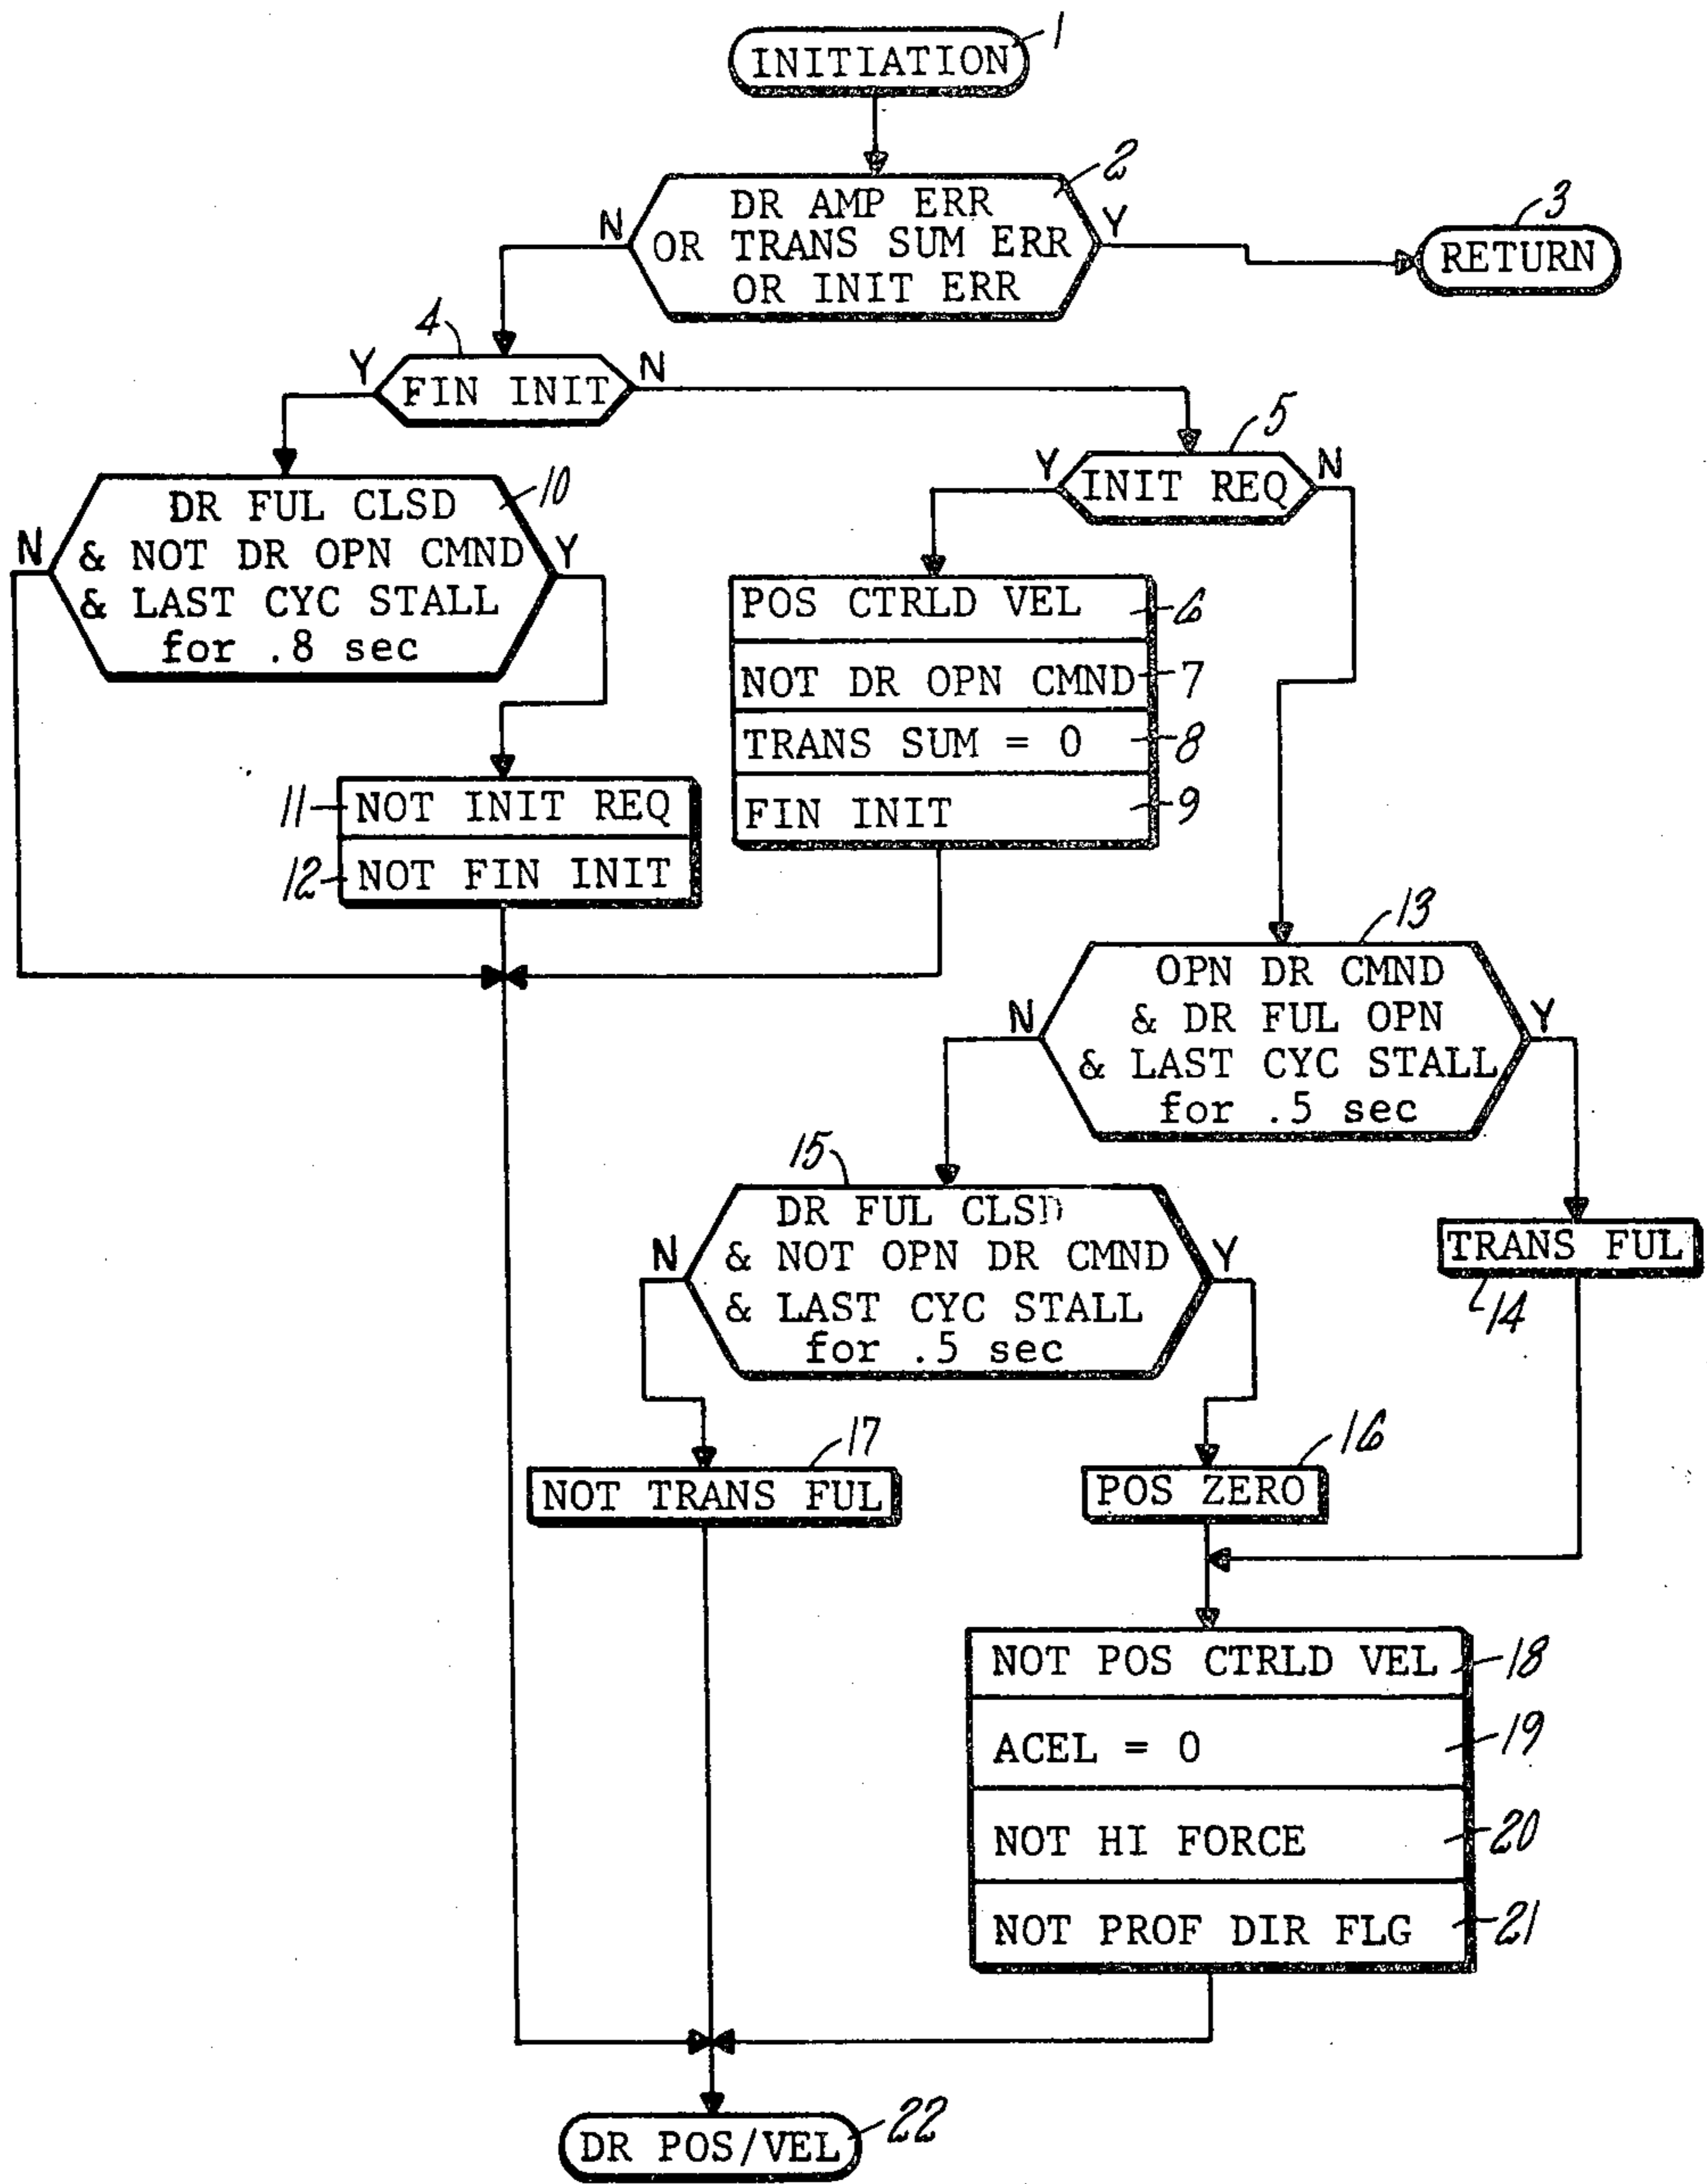 INITIATION
1
2
DR AMP ERR
OR TRANS SUM ERR
OR INIT ERR
N
Y
3
RETURN
4
Y
FIN INIT
N
5
Y
INIT REQ
N
10
DR FUL CLSD
& NOT DR OPN CMND
& LAST CYC STALL
for .8 sec
N
Y
POS CTRLD VEL
6
NOT DR OPN CMND
7
TRANS SUM = 0
8
FIN INIT
9
11
NOT INIT REQ
12
NOT FIN INIT
13
OPN DR CMND
& DR FUL OPN
& LAST CYC STALL
for .5 sec
N
Y
TRANS FUL
14
15
DR FUL CLSD
& NOT OPN DR CMND
& LAST CYC STALL
for .5 sec
N
Y
17
NOT TRANS FUL
16
POS ZERO
NOT POS CTRLD VEL
18
ACEL = 0
19
NOT HI FORCE
20
NOT PROF DIR FLG
21
DR POS/VEL
22